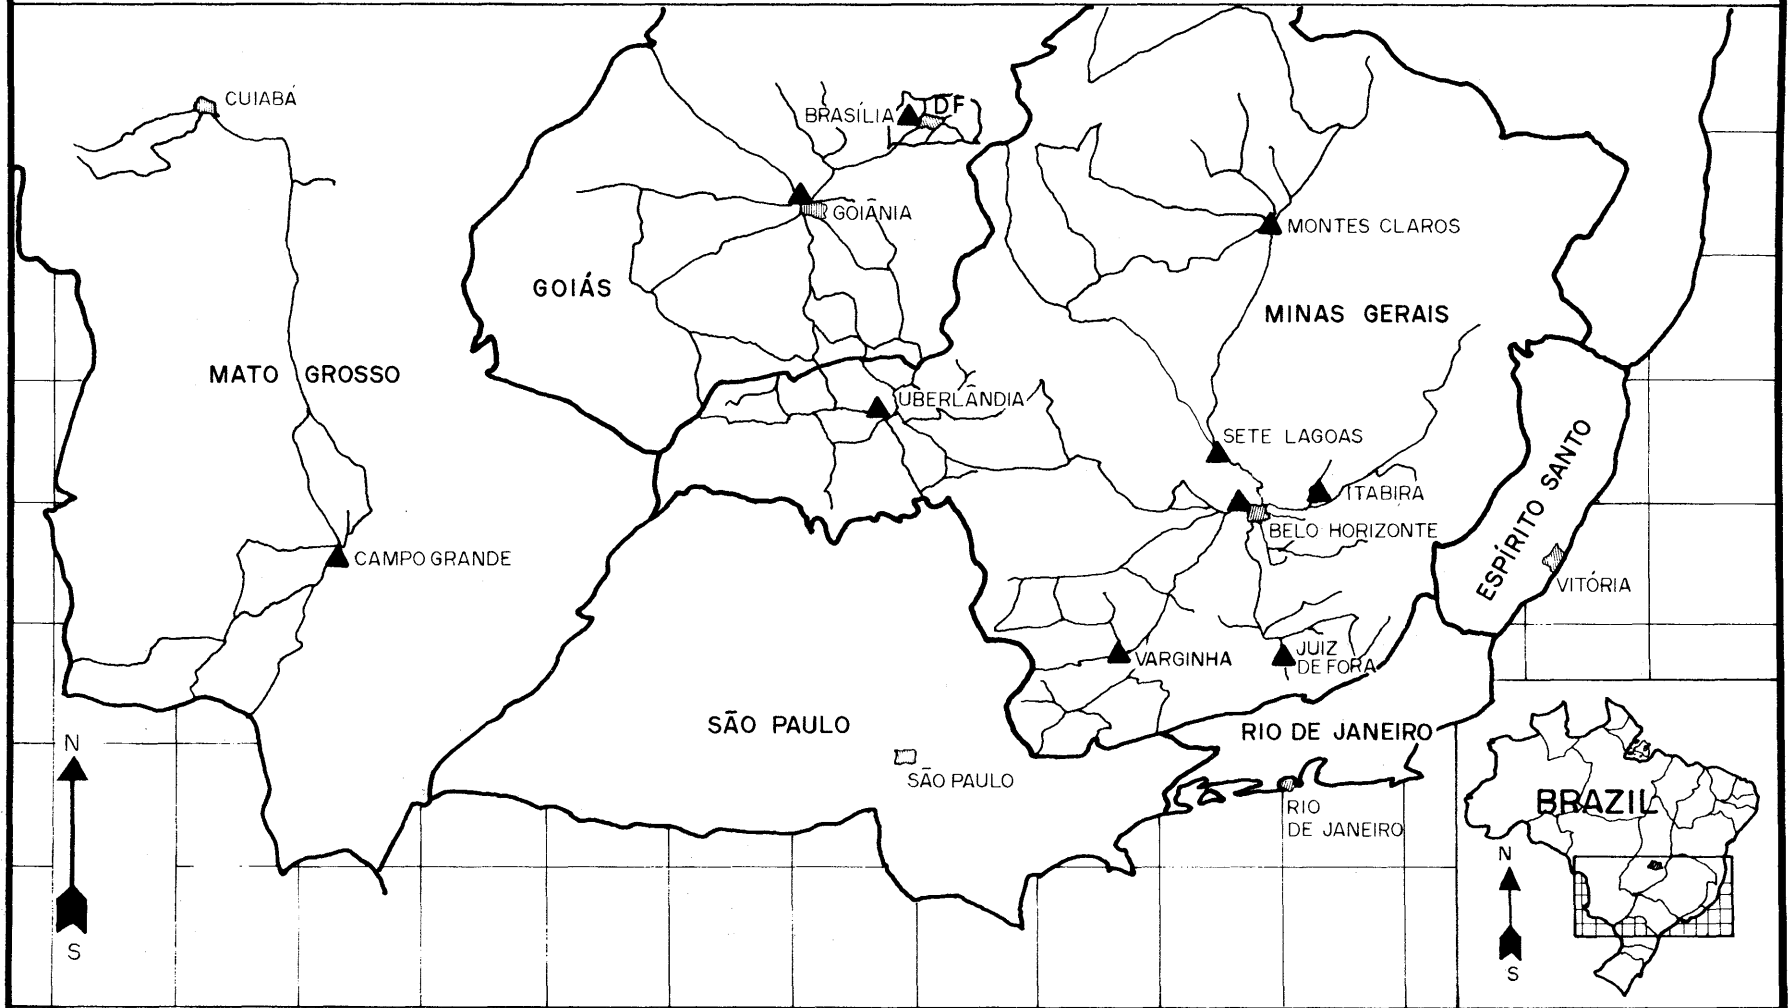 CUIABÁ
BRASÍLIA
DF
GOIÂNIA
MONTES CLAROS
GOIÁS
MINAS GERAIS
MATO GROSSO
UBERLÂNDIA
SETE LAGOAS
ITABIRA
BELO HORIZONTE
ESPÍRITO SANTO
CAMPO GRANDE
VITÓRIA
VARGINHA
JUIZ
DE FORA
SÃO PAULO
RIO DE JANEIRO
SÃO PAULO
RIO
DE JANEIRO
N
S
BRAZIL
N
S